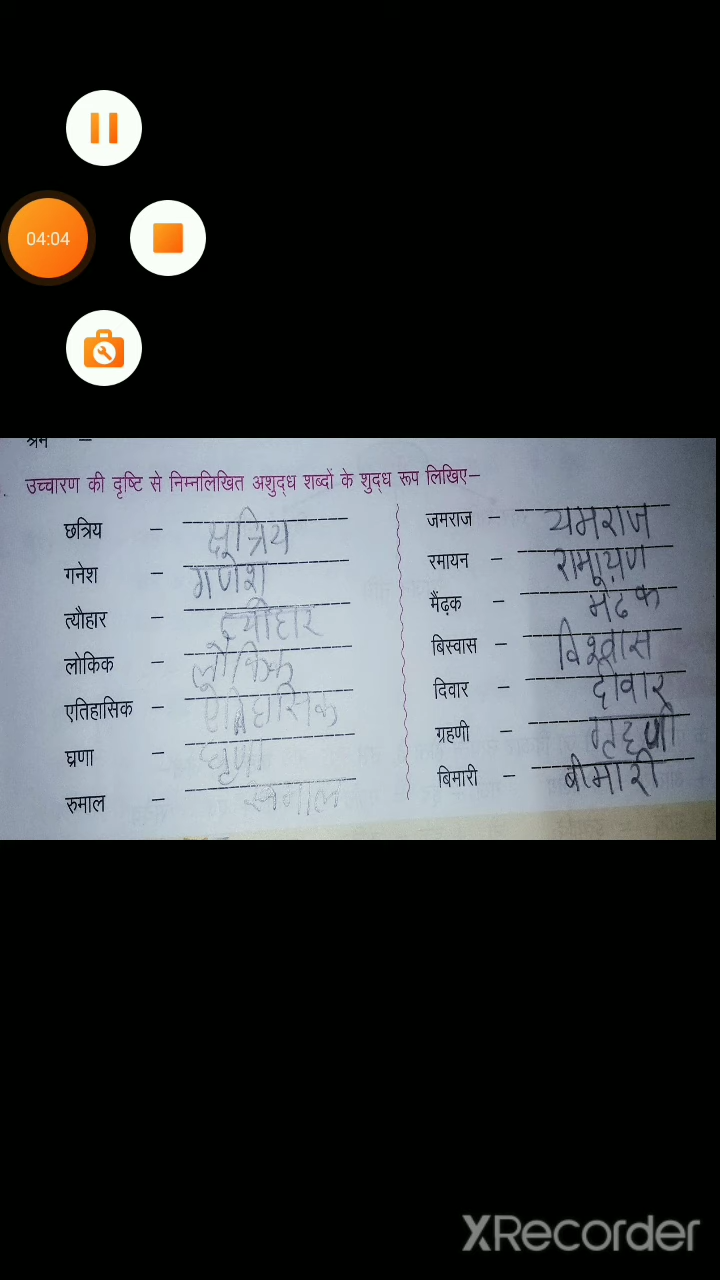 04:04
उच्चारण की दृष्टि से निम्नलिखित अशुद्ध शब्दों के शुद्ध रूप लिखिए–
छत्रिय – क्षत्रिय
गनेश – गणेश
त्यौहार – त्यौहार
लोकिक – लौकिक
एतिहासिक –
घ्रणा – घृणा
रुमाल – रूमाल
जमराज – यमराज
रमायन – रामायण
मैंढ़क – मेंढक
बिस्वास – विश्वास
दिवार – दीवार
ग्रहणी – गृहणी
बिमारी – बीमारी
XRecorder